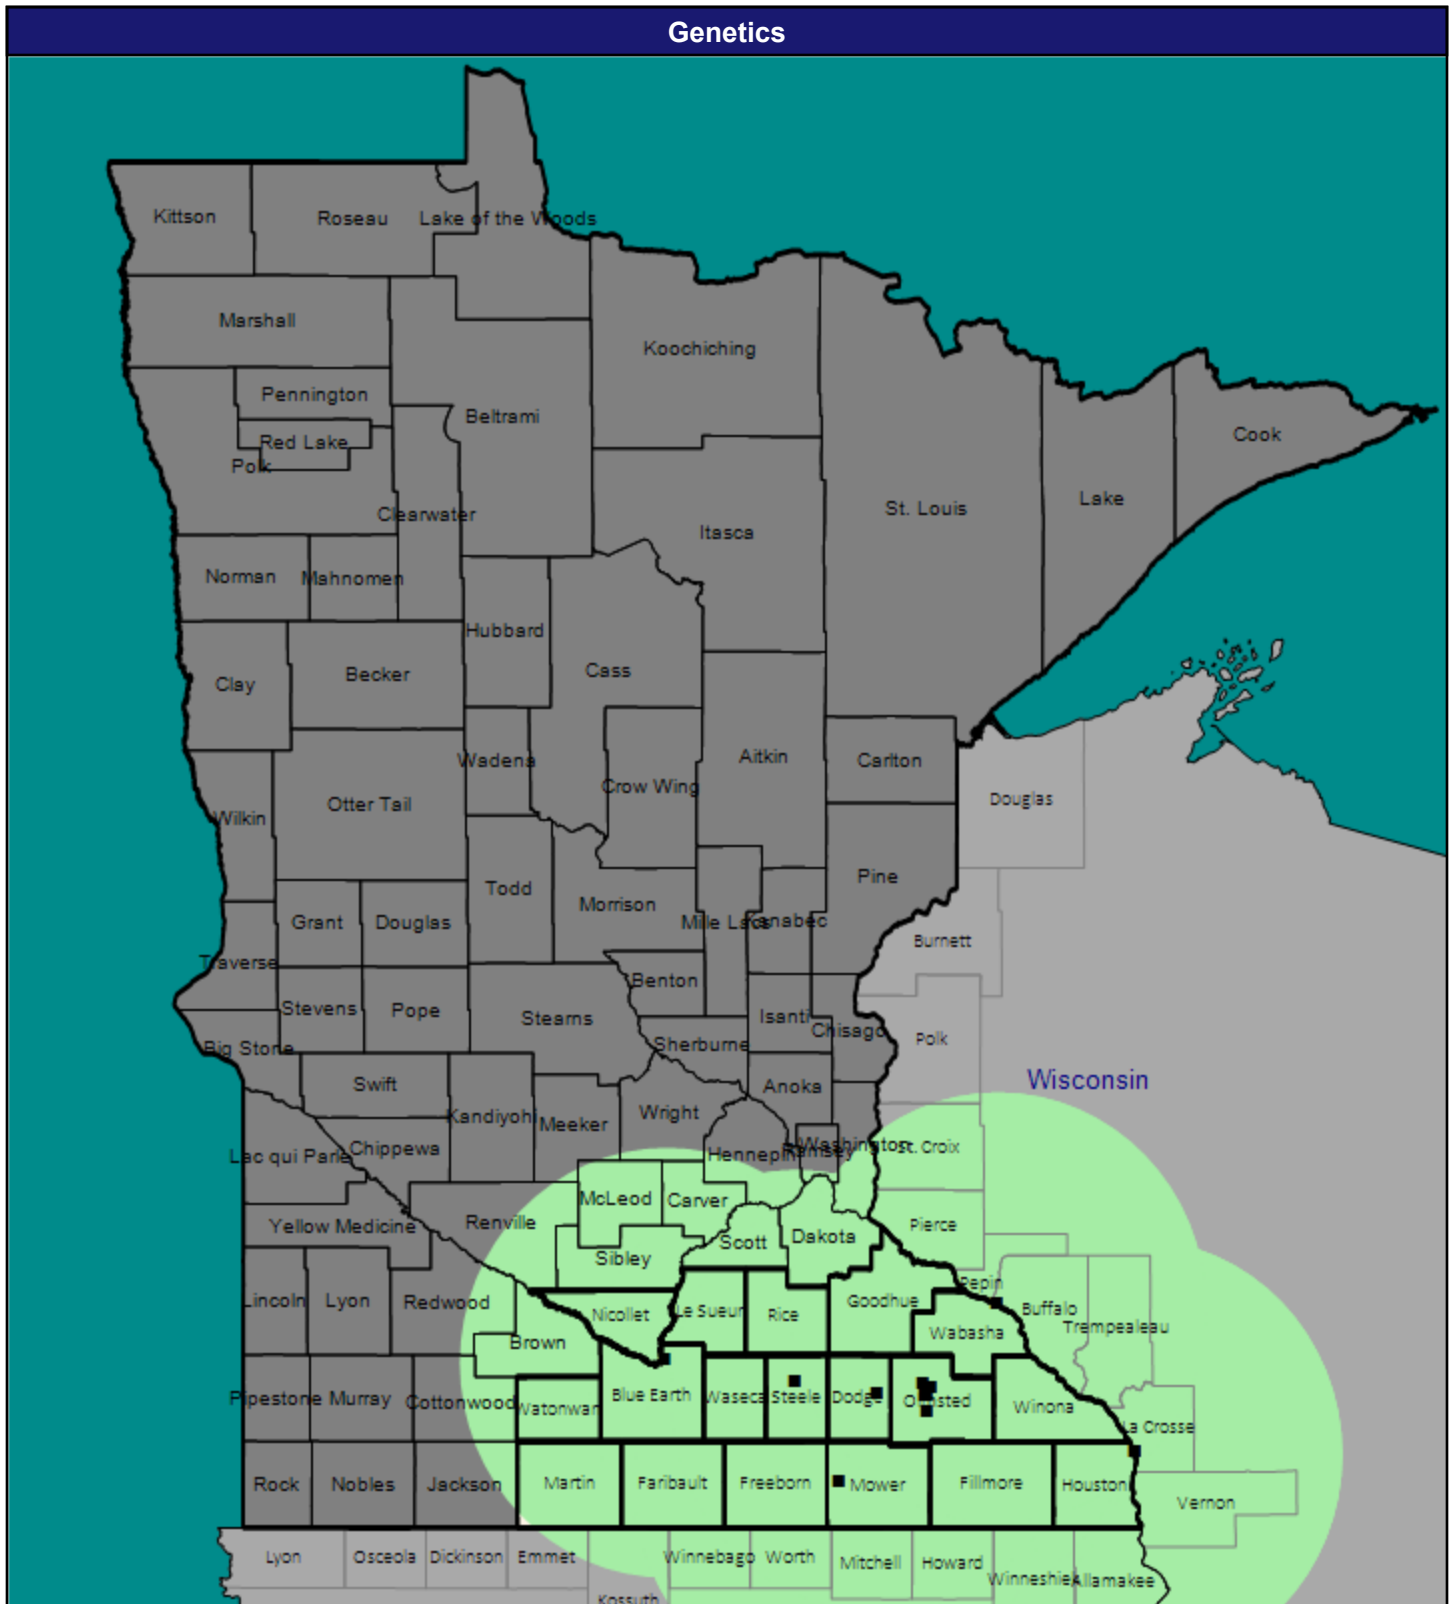 Genetics
Kittson
Roseau
Lake of the Woods
Marshall
Koochiching
Pennington
Beltrami
Red Lake
Polk
Cook
Clearwater
St. Louis
Lake
Itasca
Norman
Mahnomen
Hubbard
Cass
Clay
Becker
Wadena
Aitkin
Carlton
Crow Wing
Otter Tail
Douglas
Wilkin
Todd
Pine
Morrison
Grant
Douglas
Mille Lacs
Kanabec
Burnett
Traverse
Benton
Stevens
Pope
Stearns
Isanti
Chisago
Polk
Big Stone
Sherburne
Swift
Anoka
Wisconsin
Kandiyohi
Meeker
Wright
Lac qui Parle
Chippewa
Hennepin
Ramsey
Washington
St. Croix
McLeod
Carver
Yellow Medicine
Renville
Scott
Dakota
Pierce
Sibley
Pepin
Lincoln
Lyon
Redwood
Nicollet
Le Sueur
Rice
Goodhue
Buffalo
Trempealeau
Brown
Wabasha
Pipestone
Murray
Cottonwood
Watonwan
Blue Earth
Waseca
Steele
Dodge
Olmsted
Winona
La Crosse
Rock
Nobles
Jackson
Martin
Faribault
Freeborn
Mower
Fillmore
Houston
Vernon
Lyon
Osceola
Dickinson
Emmet
Winnebago
Worth
Mitchell
Howard
Winneshiek
Allamakee
Kossuth